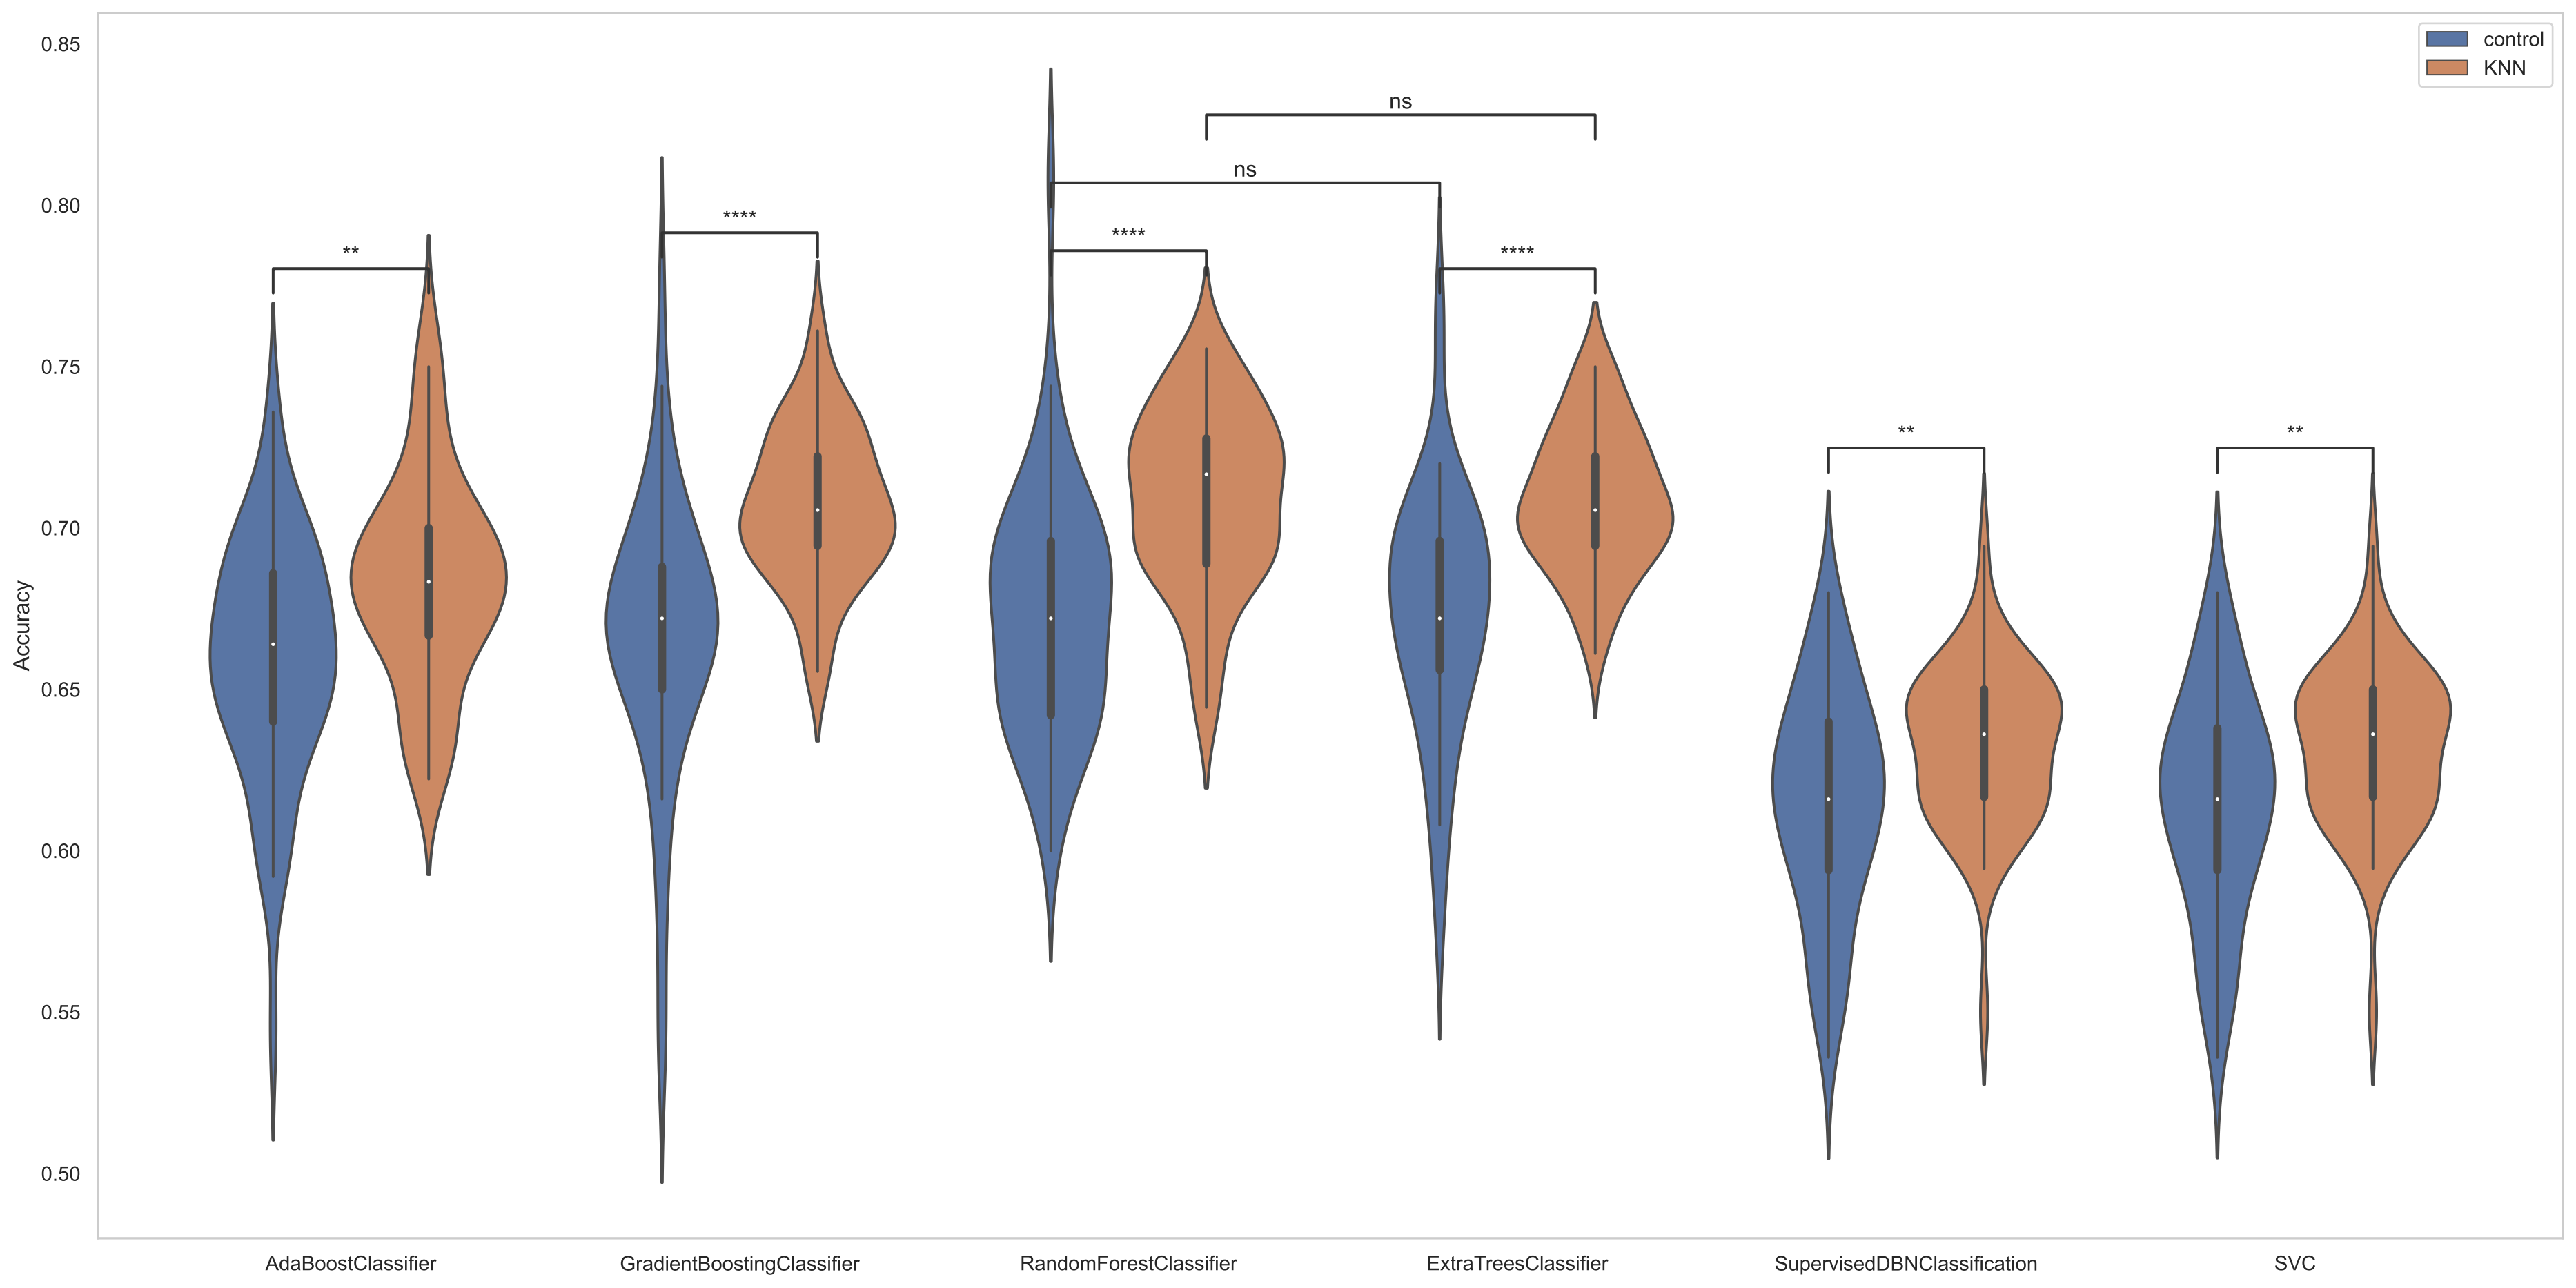 control
KNN
0.85
0.80
0.75
0.70
0.65
0.60
0.55
0.50
Accuracy
ns
ns
****
****
**
****
**
**
AdaBoostClassifier
GradientBoostingClassifier
RandomForestClassifier
ExtraTreesClassifier
SupervisedDBNClassification
SVC